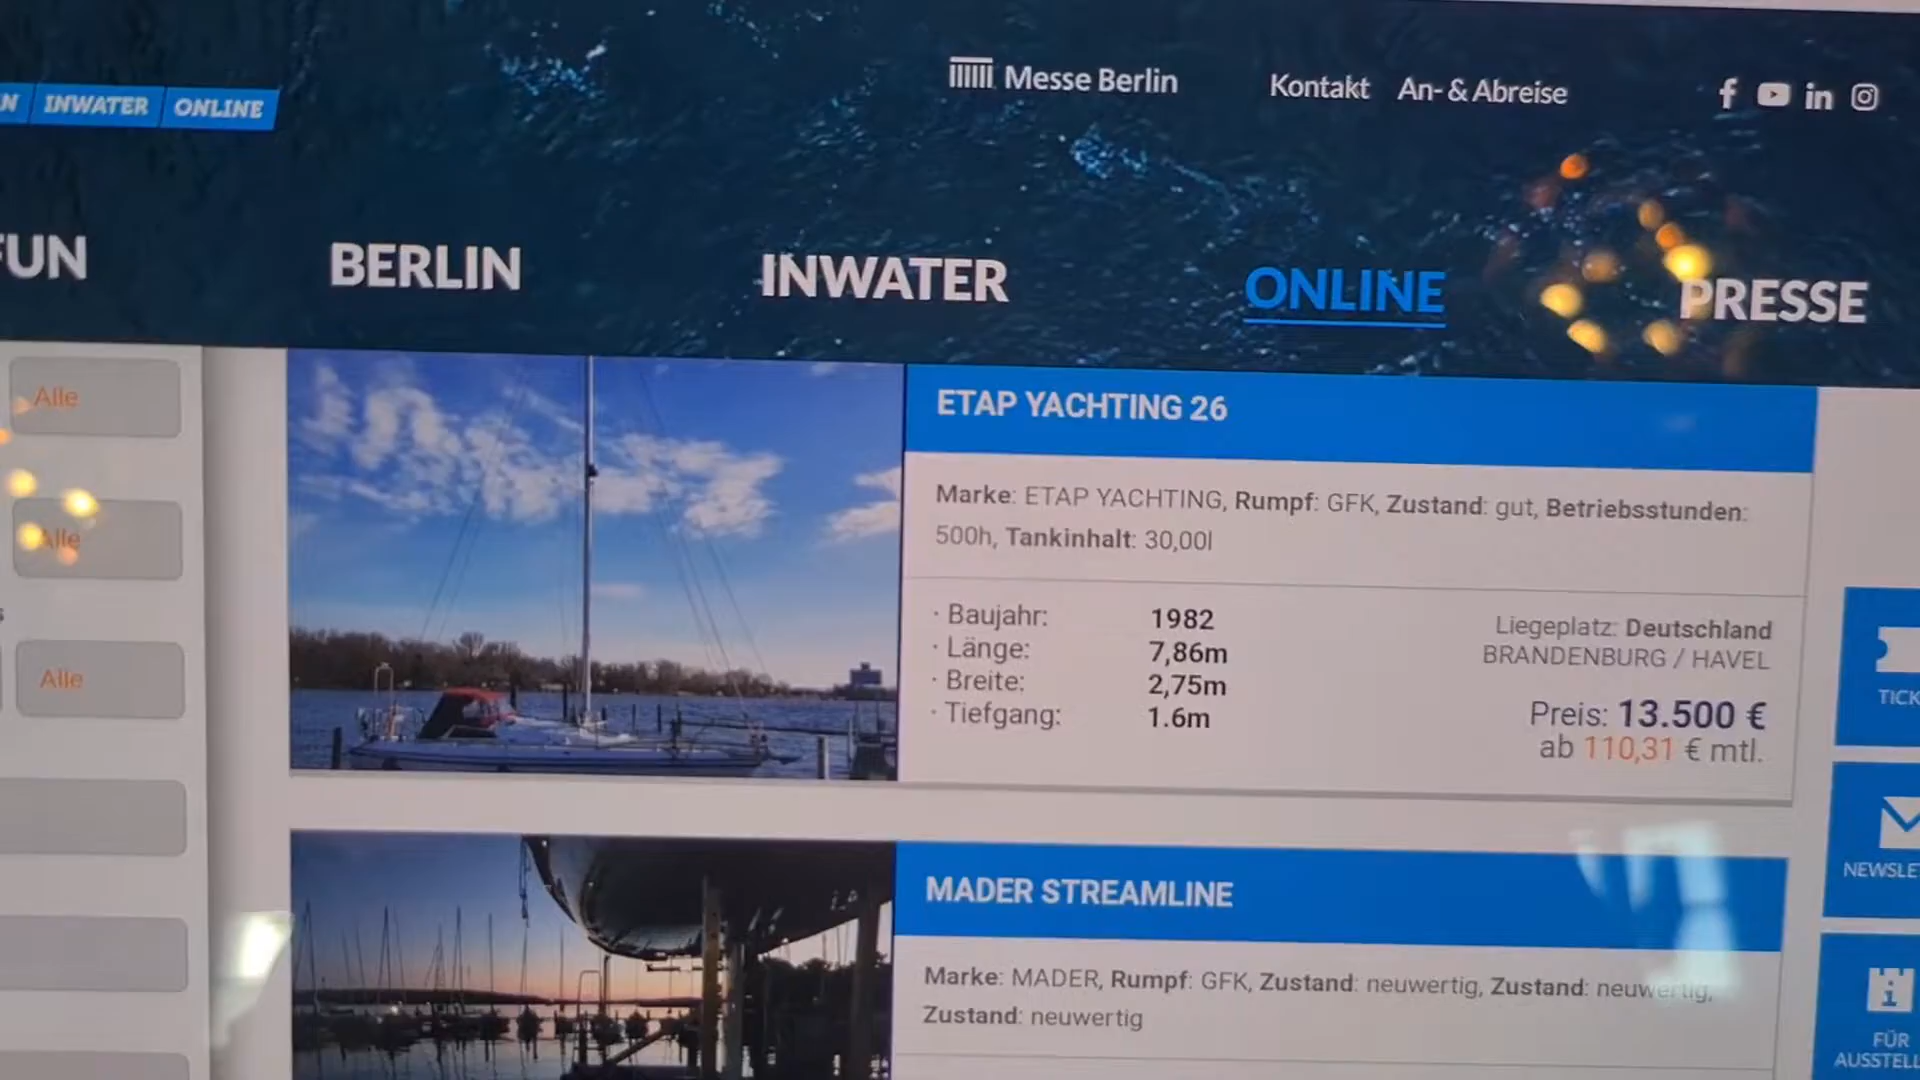 INWATER ONLINE
Messe Berlin Kontakt An- & Abreise
BERLIN INWATER ONLINE PRESSE
Alle
Alle
Alle
ETAP YACHTING 26
Marke: ETAP YACHTING, Rumpf: GFK, Zustand: gut, Betriebsstunden:
500h, Tankinhalt: 30,00l
· Baujahr: 1982
· Länge: 7,86m
· Breite: 2,75m
· Tiefgang: 1.6m
Liegeplatz: Deutschland
BRANDENBURG / HAVEL
Preis: 13.500 €
ab 110,31 € mtl.
MADER STREAMLINE
Marke: MADER, Rumpf: GFK, Zustand: neuwertig, Zustand: neuwertig,
Zustand: neuwertig
TICK
NEWSLE
FÜR
AUSSTELL